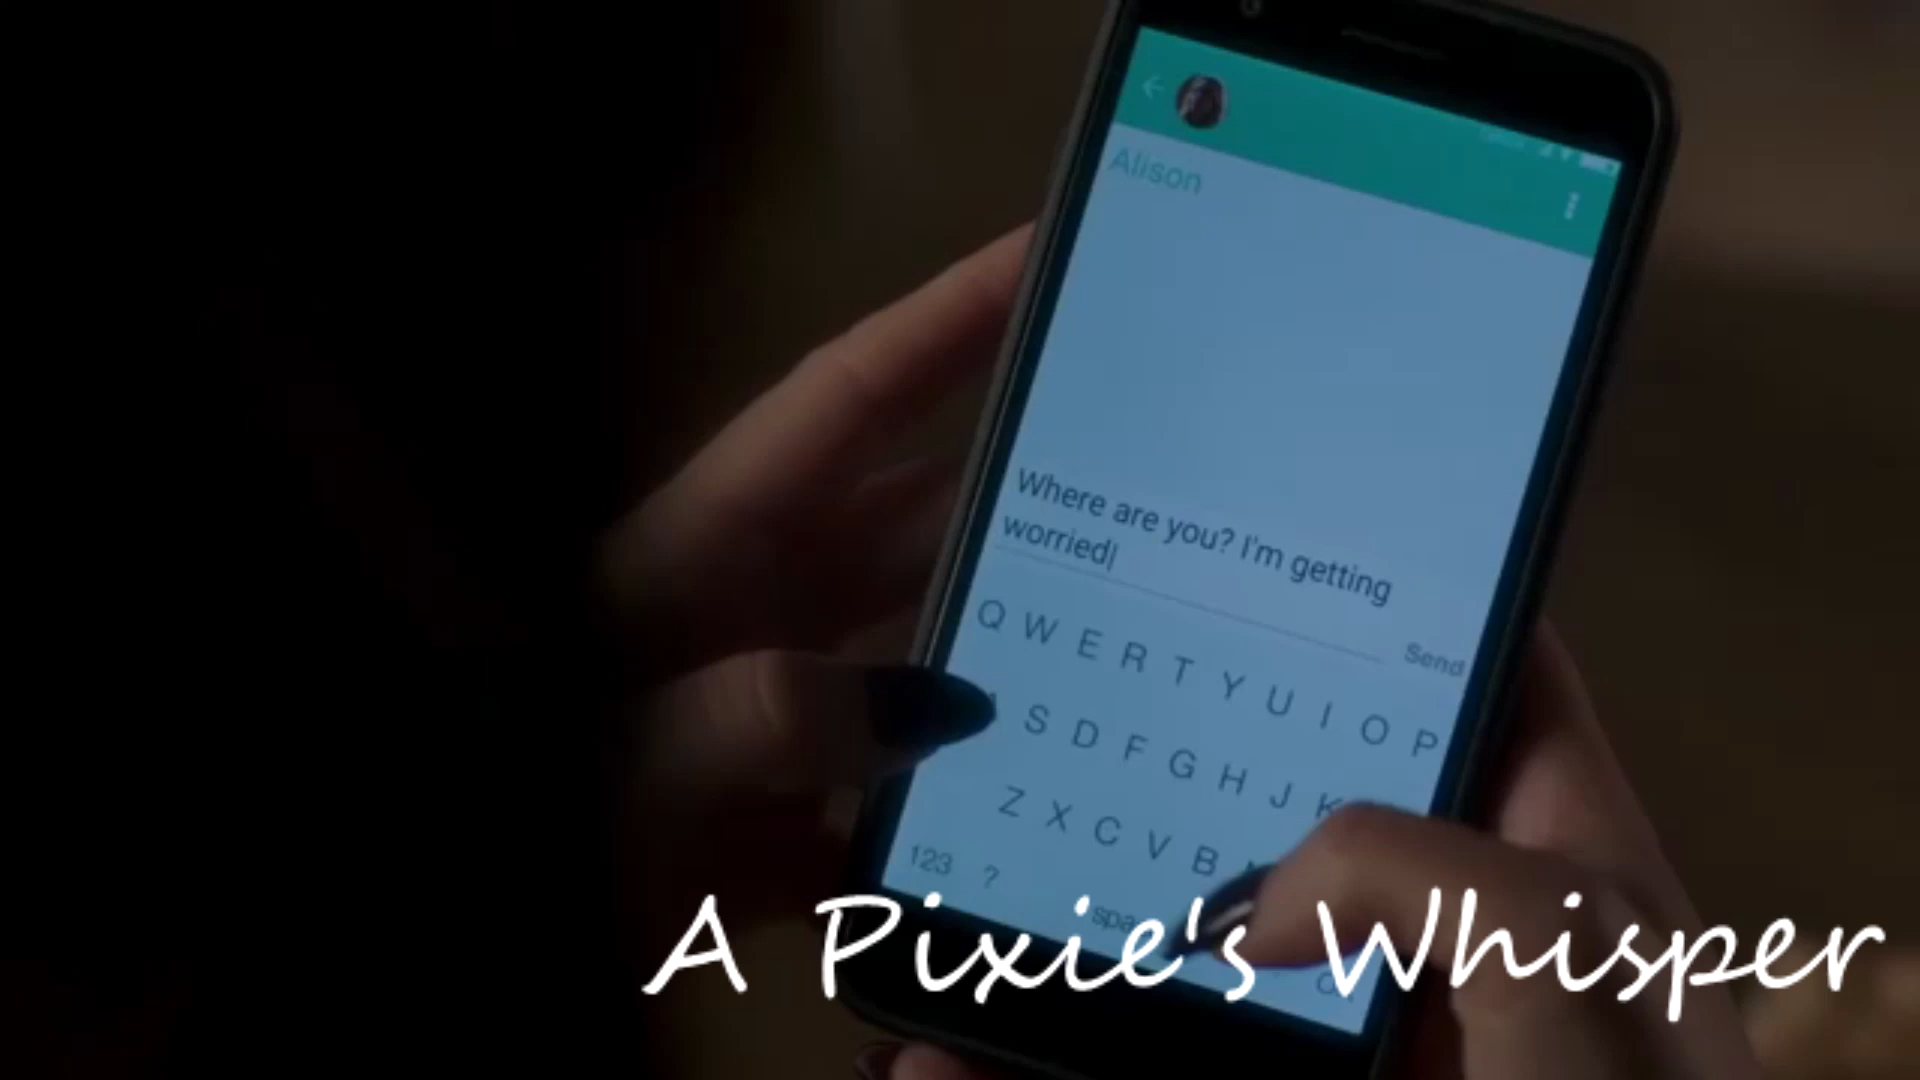 Alison
Where are you? I'm getting
worried
Send
Q W E R T Y U I O P
S D F G H J K
Z X C V B
123 ?
A Pixie's Whisper